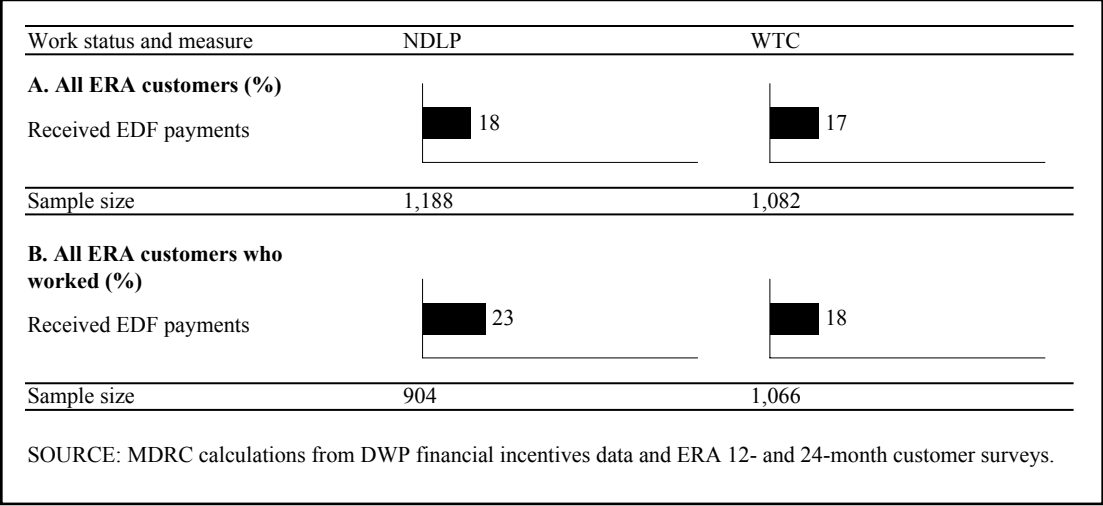 Work status and measure NDLP WTC
A. All ERA customers (%)
Received EDF payments 18 17
Sample size 1,188 1,082
B. All ERA customers who
worked (%)
Received EDF payments 23 18
Sample size 904 1,066
SOURCE: MDRC calculations from DWP financial incentives data and ERA 12- and 24-month customer surveys.